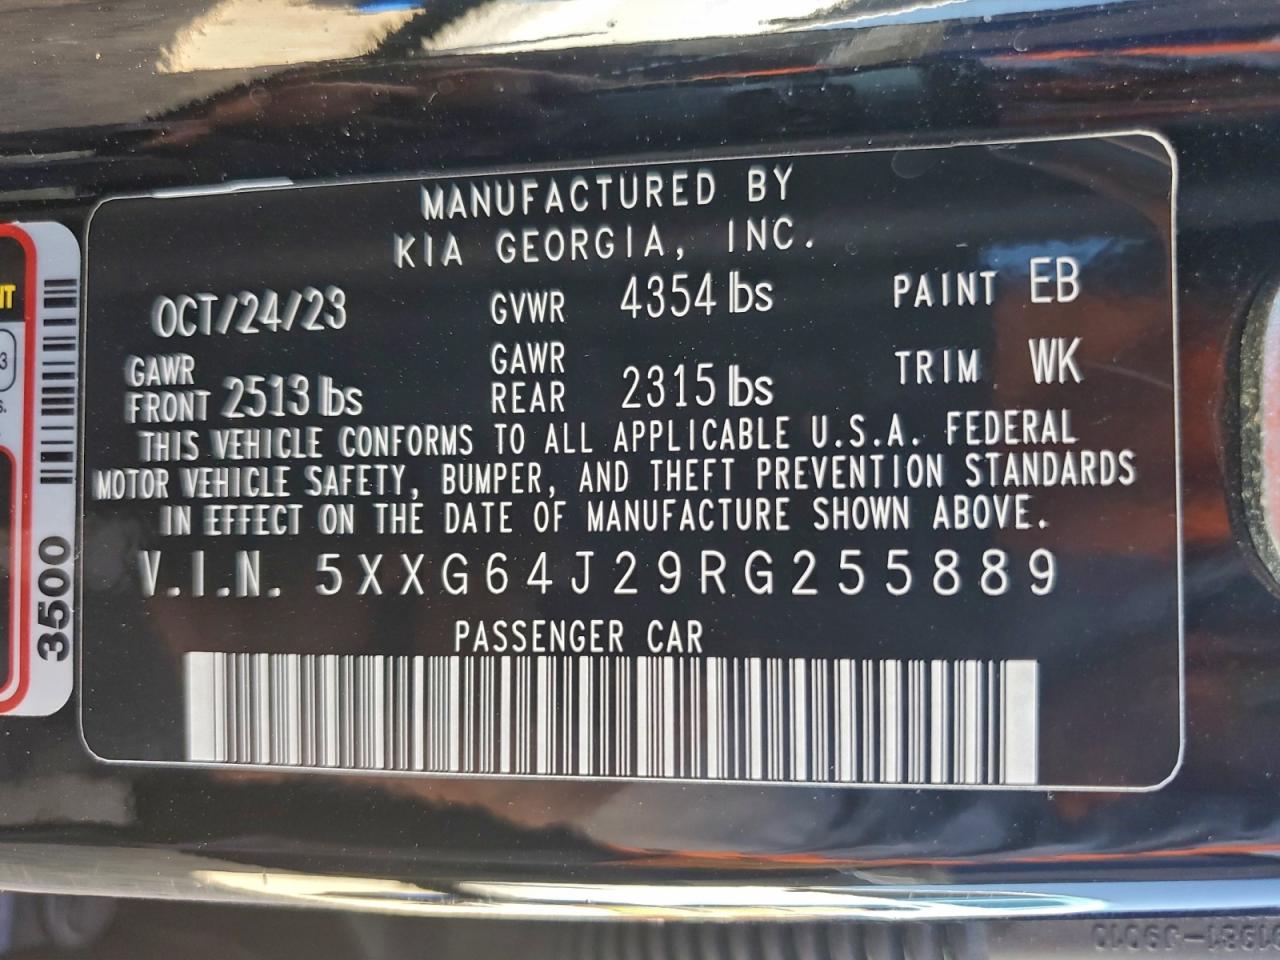 MANUFACTURED BY
KIA GEORGIA, INC.
OCT/24/23 GVWR 4354 lbs PAINT EB
GAWR FRONT 2513 lbs GAWR REAR 2315 lbs TRIM WK
THIS VEHICLE CONFORMS TO ALL APPLICABLE U.S.A. FEDERAL
MOTOR VEHICLE SAFETY, BUMPER, AND THEFT PREVENTION STANDARDS
IN EFFECT ON THE DATE OF MANUFACTURE SHOWN ABOVE.
V.I.N. 5XXG64J29RG255889
PASSENGER CAR
3500